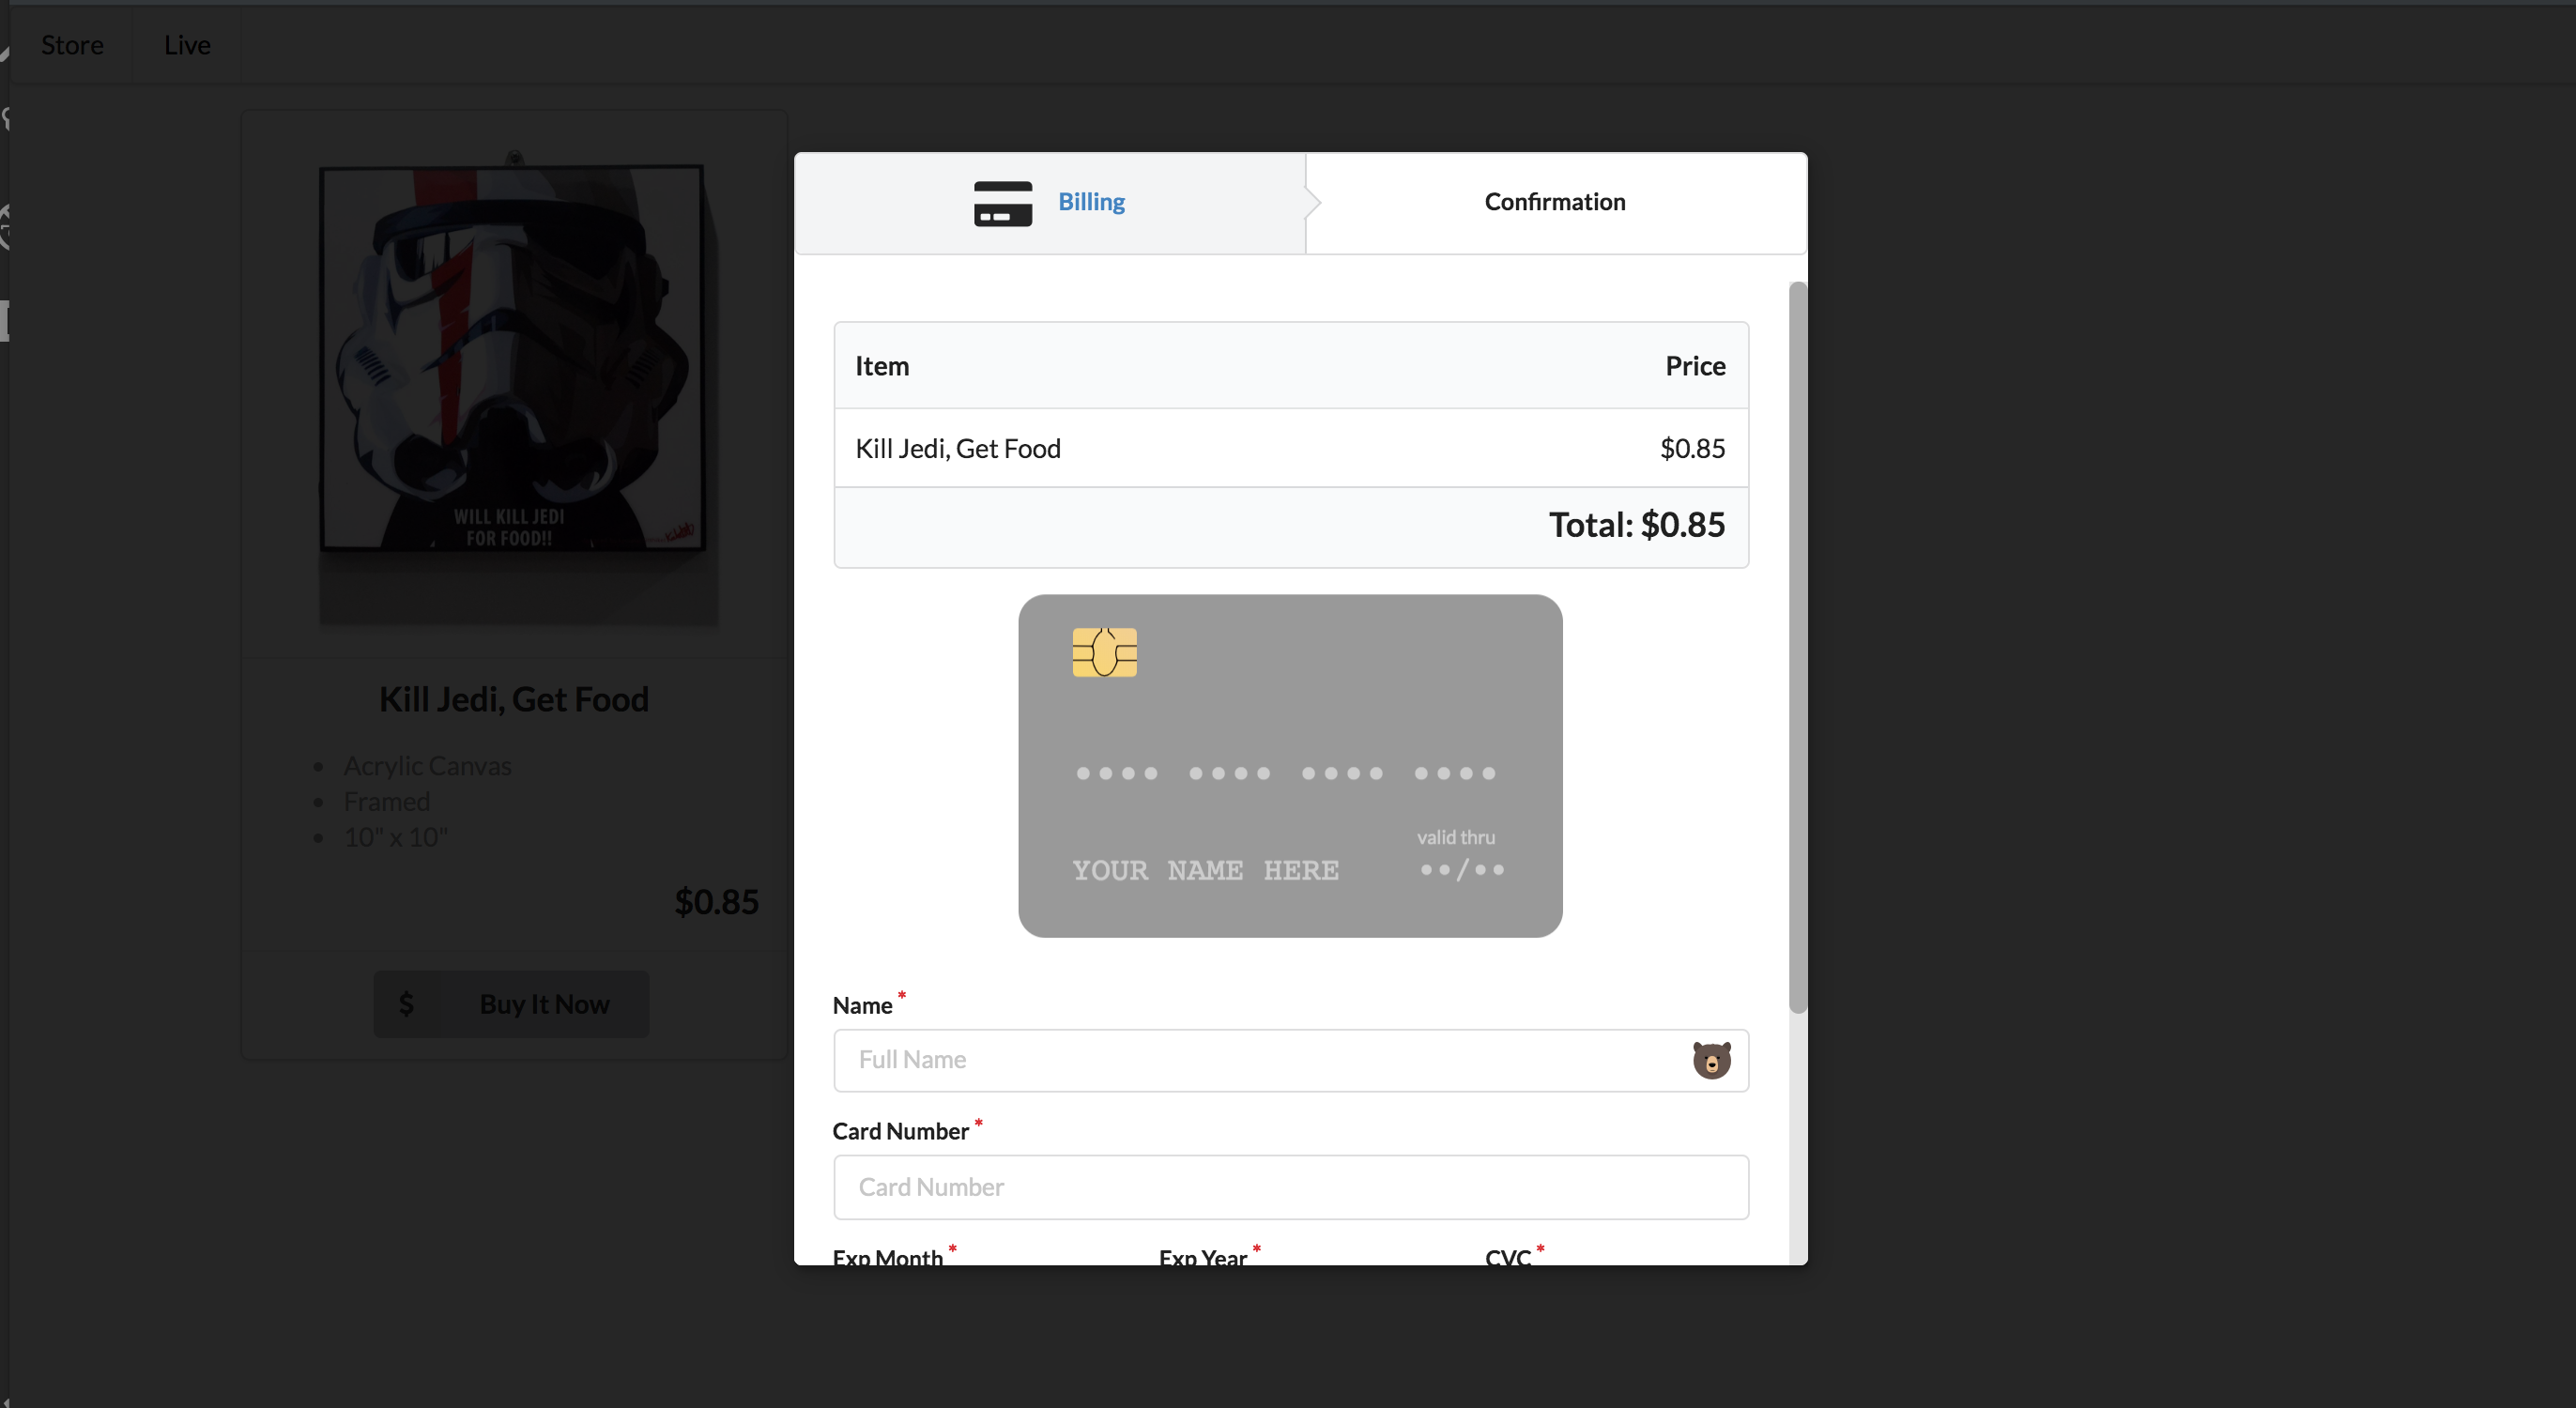 Store
Live
WILL KILL JEDI
FOR FOOD!!
Kill Jedi, Get Food
Acrylic Canvas
Framed
10" x 10"
$0.85
$ Buy It Now
Billing
Confirmation
Item Price
Kill Jedi, Get Food $0.85
Total: $0.85
valid thru
YOUR NAME HERE ••/••
Name *
Full Name
Card Number *
Card Number
Exp Month * Exp Year * CVC *